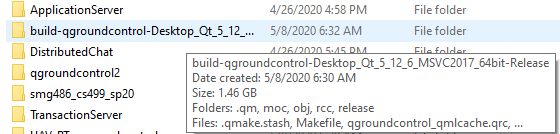 ApplicationServer 4/26/2020 4:58 PM File folder
build-qgroundcontrol-Desktop_Qt_5_12_... 5/8/2020 6:32 AM File folder
DistributedChat 4/26/2020 5:45 PM File folder
qgroundcontrol2
smg486_cs499_sp20
TransactionServer
build-qgroundcontrol-Desktop_Qt_5_12_6_MSVC2017_64bit-Release
Date created: 5/8/2020 6:30 AM
Size: 1.46 GB
Folders: .qm, moc, obj, rcc, release
Files: .qmake.stash, Makefile, qgroundcontrol_qmlcache.qrc, ...